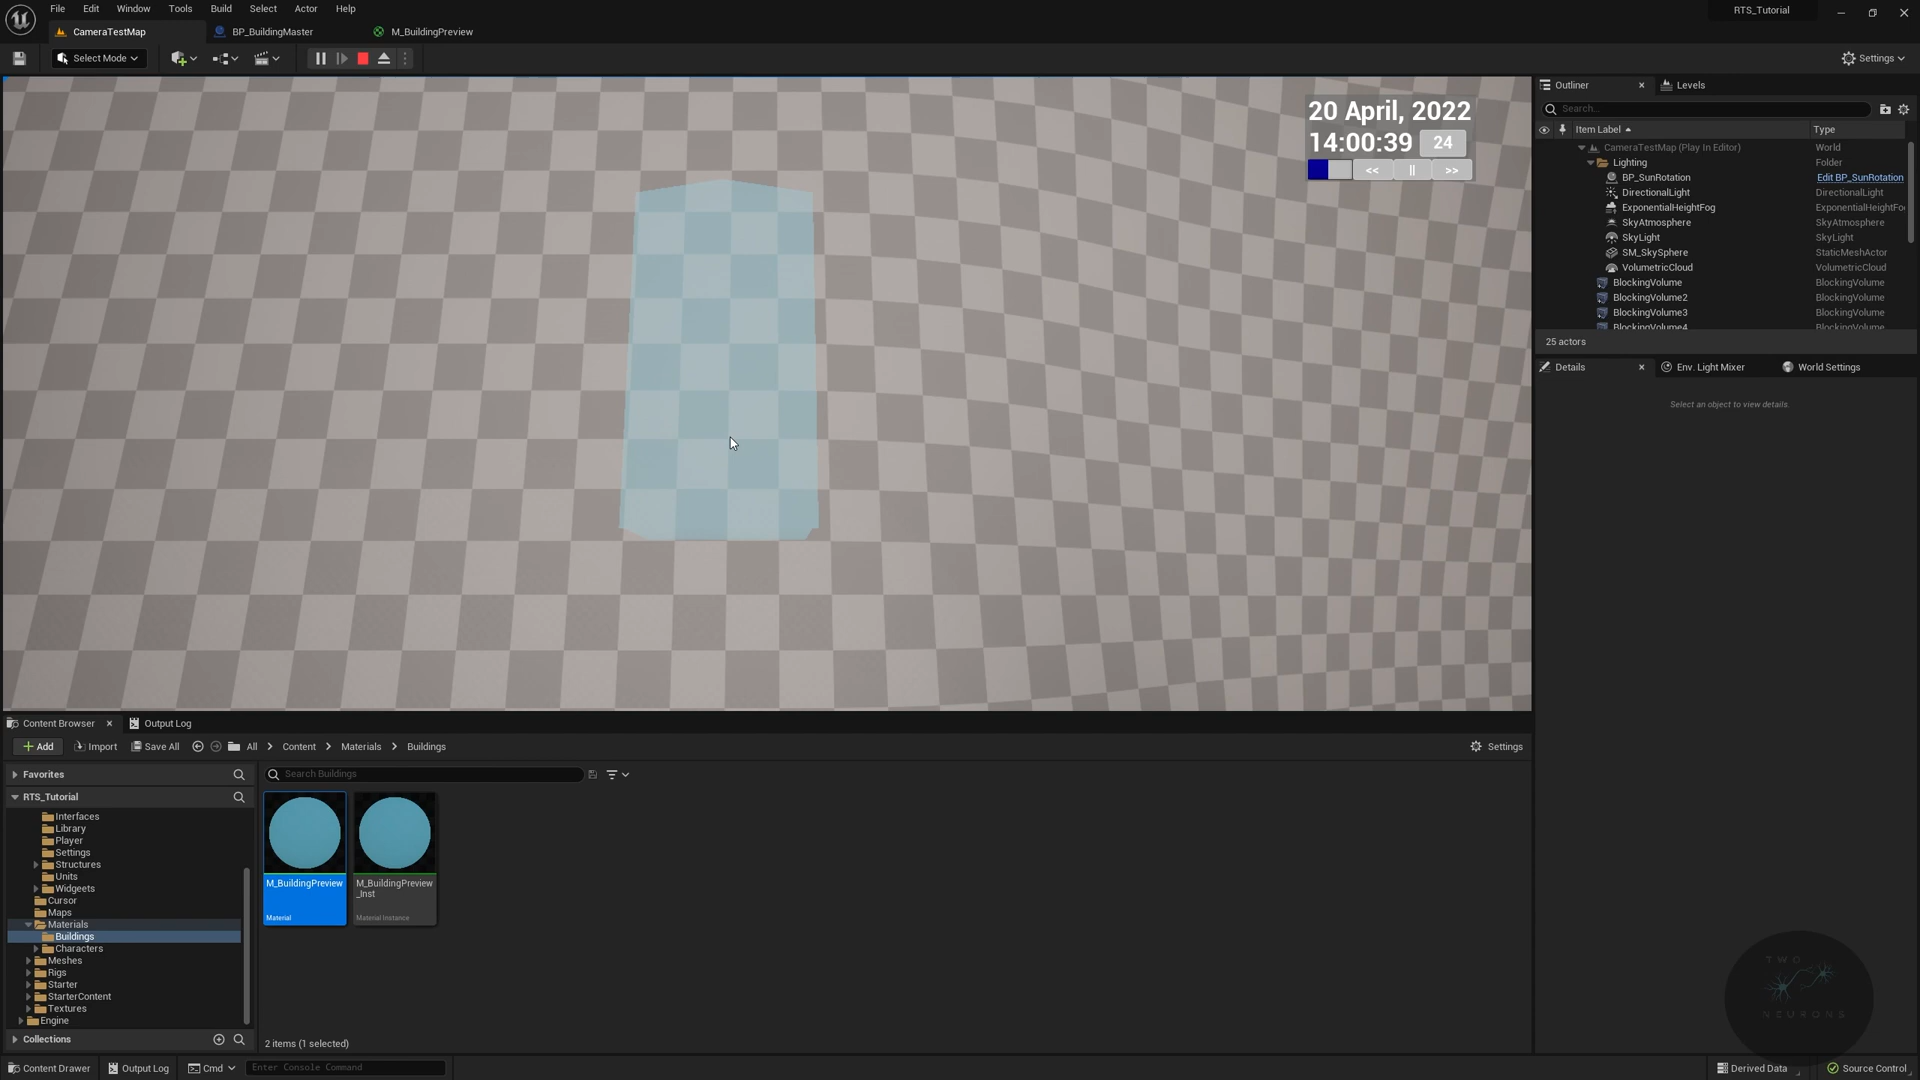 File Edit Window Tools Build Select Actor Help
RTS_Tutorial
CameraTestMap BP_BuildingMaster M_BuildingPreview
Select Mode
Settings
20 April, 2022
14:00:39 24
<< || >>
Outliner Levels
Search...
Item Label Type
CameraTestMap (Play In Editor) World
Lighting Folder
BP_SunRotation Edit BP_SunRotation
DirectionalLight DirectionalLight
ExponentialHeightFog ExponentialHeightFo
SkyAtmosphere SkyAtmosphere
SkyLight SkyLight
SM_SkySphere StaticMeshActor
VolumetricCloud VolumetricCloud
BlockingVolume BlockingVolume
BlockingVolume2 BlockingVolume
BlockingVolume3 BlockingVolume
BlockingVolume4 BlockingVolume
25 actors
Details Env. Light Mixer World Settings
Select an object to view details.
Content Browser Output Log
Add Import Save All All Content Materials Buildings Settings
Favorites
Search Buildings
RTS_Tutorial
Interfaces
Library
Player
Settings
Structures
Units
Widgeets
Cursor
Maps
Materials
Buildings
Characters
Meshes
Rigs
Starter
StarterContent
Textures
Engine
Collections
M_BuildingPreview
Material
M_BuildingPreview
_Inst
Material Instance
2 items (1 selected)
TWO
NEURONS
Content Drawer Output Log Cmd Enter Console Command Derived Data Source Control